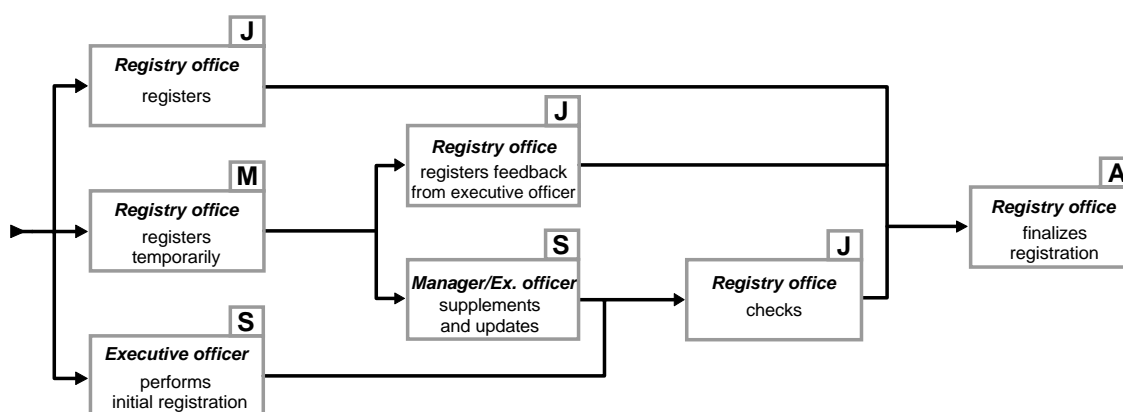 J
Registry office
registers
M
Registry office
registers
temporarily
S
Executive officer
performs
initial registration
J
Registry office
registers feedback
from executive officer
S
Manager/Ex. officer
supplements
and updates
J
Registry office
checks
A
Registry office
finalizes
registration